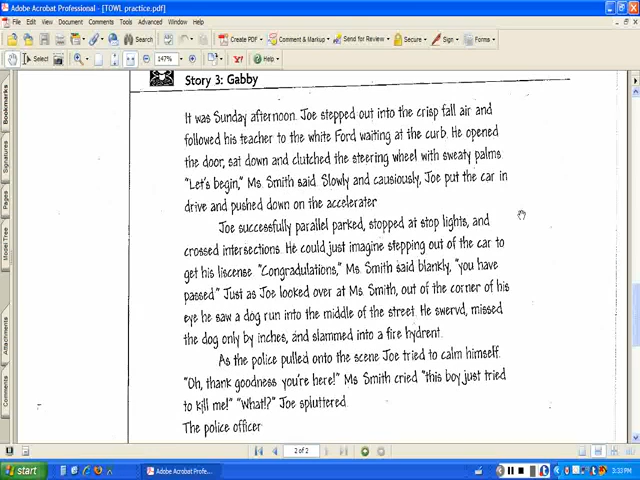 Adobe Acrobat Professional - [TOWL practice.pdf]
File Edit View Document Comments Tools Advanced Window Help
Create PDF Comment & Markup Send for Review Secure Sign Forms
Search
Select 147% Help
Bookmarks
Signatures
Pages
Model Tree
Attachments
Comments
Story 3: Gabby
It was Sunday afternoon. Joe stepped out into the crisp fall air and
followed his teacher to the white Ford waiting at the curb. He opened
the door, sat down and clutched the steering wheel with sweaty palms
"Let's begin," Ms. Smith said. Slowly and causiously, Joe put the car in
drive and pushed down on the accelerater
Joe successfully parallel parked, stopped at stop lights, and
crossed intersections. He could just imagine stepping out of the car to
get his liscense "Congradulations," Ms. Smith said blankly, "you have
passed" Just as Joe looked over at Ms. Smith, out of the corner of his
eye he saw a dog run into the middle of the street. He swervd, missed
the dog only by inches, and slammed into a fire hydrent.
As the police pulled onto the scene Joe tried to calm himself.
"Oh, thank goodness you're here!" Ms Smith cried "this boy just tried
to kill me!" "What!?" Joe spluttered
The police officer
2 of 2
start Adobe Acrobat Profe... 3:33 PM